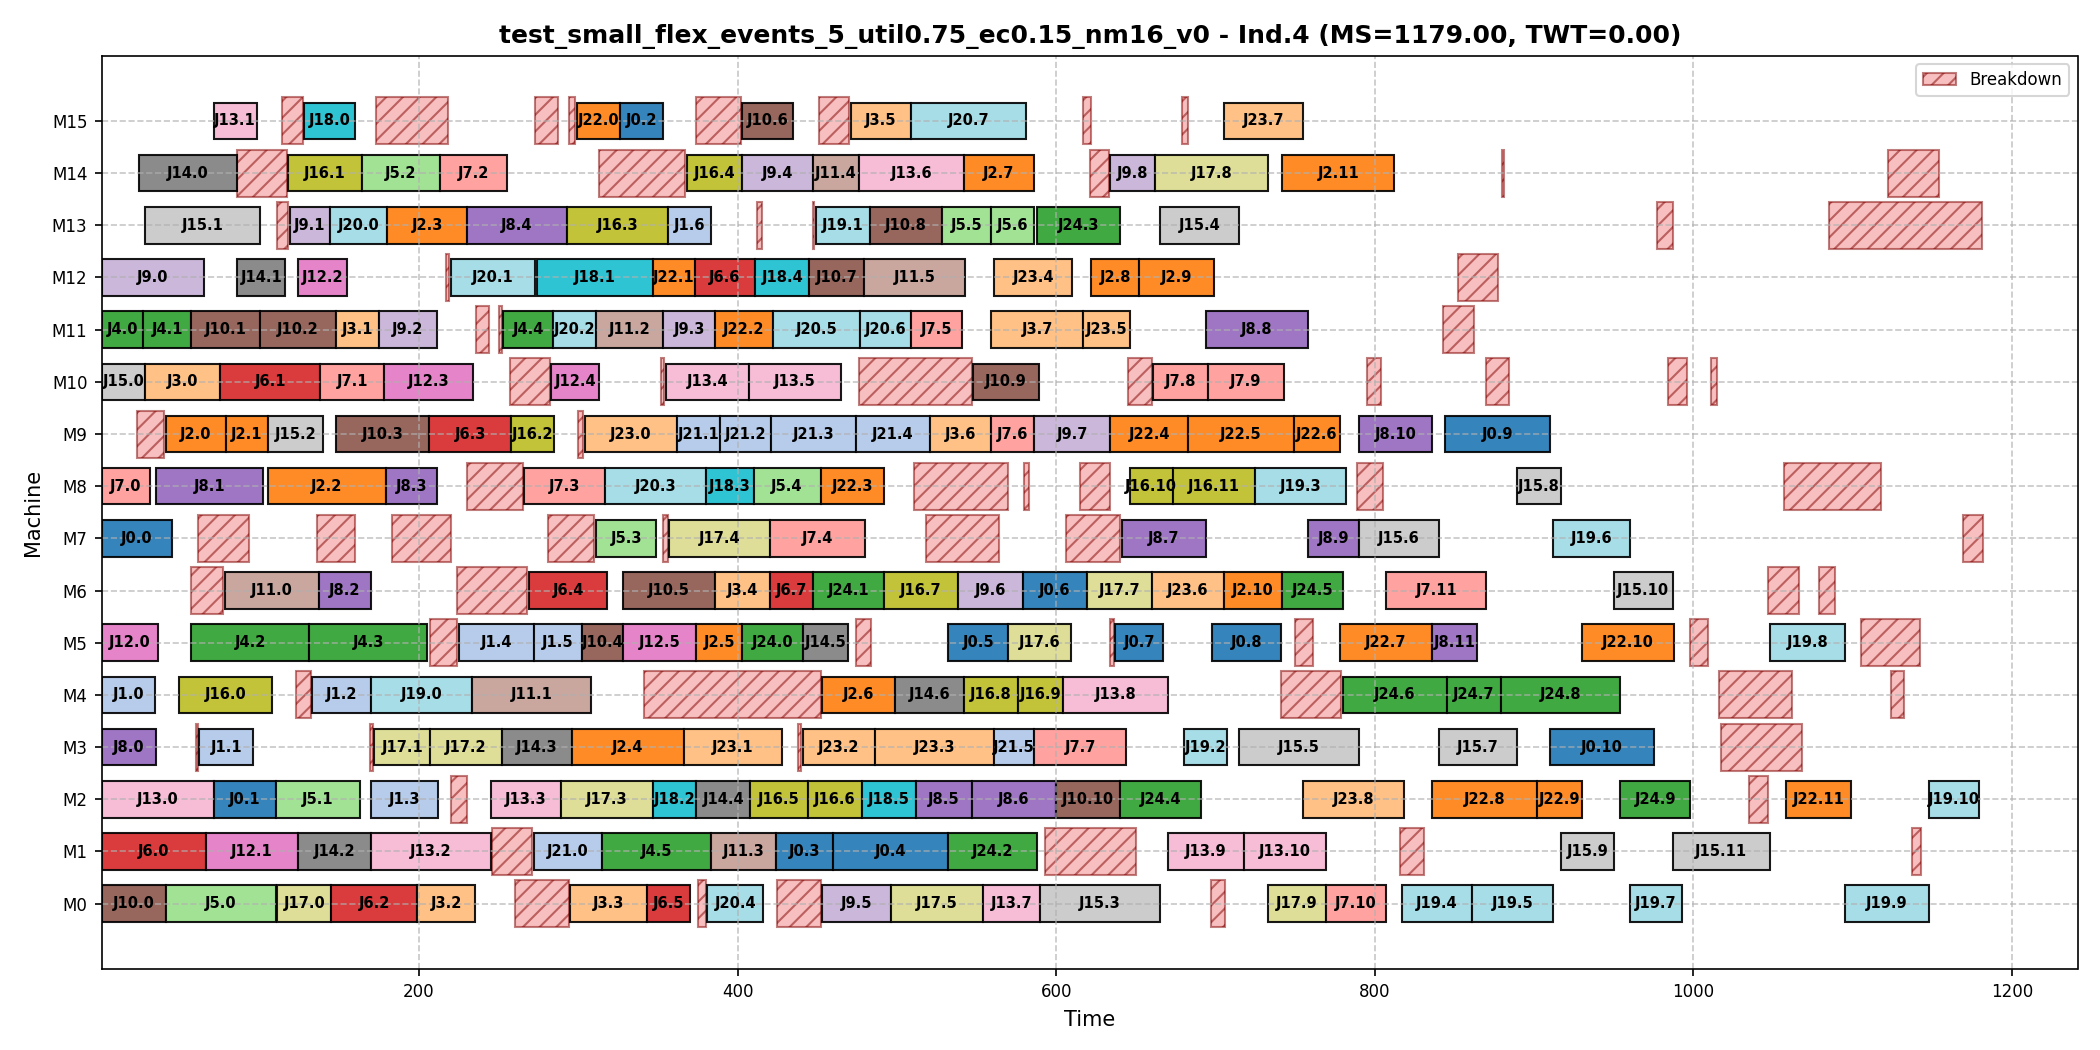 test_small_flex_events_5_util0.75_ec0.15_nm16_v0 - Ind.4 (MS=1179.00, TWT=0.00)
Breakdown
M15 J13.1 J18.0 J22.0 J0.2 J10.6 J3.5 J20.7 J23.7
M14 J14.0 J16.1 J5.2 J7.2 J16.4 J9.4 J11.4 J13.6 J2.7 J9.8 J17.8 J2.11
M13 J15.1 J9.1 J20.0 J2.3 J8.4 J16.3 J1.6 J19.1 J10.8 J5.5 J5.6 J24.3 J15.4
M12 J9.0 J14.1 J12.2 J20.1 J18.1 J22.1 J6.6 J18.4 J10.7 J11.5 J23.4 J2.8 J2.9
M11 J4.0 J4.1 J10.1 J10.2 J3.1 J9.2 J4.4 J20.2 J11.2 J9.3 J22.2 J20.5 J20.6 J7.5 J3.7 J23.5 J8.8
M10 J15.0 J3.0 J6.1 J7.1 J12.3 J12.4 J13.4 J13.5 J10.9 J7.8 J7.9
M9 J2.0 J2.1 J15.2 J10.3 J6.3 J16.2 J23.0 J21.1 J21.2 J21.3 J21.4 J3.6 J7.6 J9.7 J22.4 J22.5 J22.6 J8.10 J0.9
M8 J7.0 J8.1 J2.2 J8.3 J7.3 J20.3 J18.3 J5.4 J22.3 J16.10 J16.11 J19.3 J15.8
M7 J0.0 J5.3 J17.4 J7.4 J8.7 J8.9 J15.6 J19.6
M6 J11.0 J8.2 J6.4 J10.5 J3.4 J6.7 J24.1 J16.7 J9.6 J0.6 J17.7 J23.6 J2.10 J24.5 J7.11 J15.10
M5 J12.0 J4.2 J4.3 J1.4 J1.5 J10.4 J12.5 J2.5 J24.0 J14.5 J0.5 J17.6 J0.7 J0.8 J22.7 J8.11 J22.10 J19.8
M4 J1.0 J16.0 J1.2 J19.0 J11.1 J2.6 J14.6 J16.8 J16.9 J13.8 J24.6 J24.7 J24.8
M3 J8.0 J1.1 J17.1 J17.2 J14.3 J2.4 J23.1 J23.2 J23.3 J21.5 J7.7 J19.2 J15.5 J15.7 J0.10
M2 J13.0 J0.1 J5.1 J1.3 J13.3 J17.3 J18.2 J14.4 J16.5 J16.6 J18.5 J8.5 J8.6 J10.10 J24.4 J23.8 J22.8 J22.9 J24.9 J22.11 J19.10
M1 J6.0 J12.1 J14.2 J13.2 J21.0 J4.5 J11.3 J0.3 J0.4 J24.2 J13.9 J13.10 J15.9 J15.11
M0 J10.0 J5.0 J17.0 J6.2 J3.2 J3.3 J6.5 J20.4 J9.5 J17.5 J13.7 J15.3 J17.9 J7.10 J19.4 J19.5 J19.7 J19.9
Machine
200 400 600 800 1000 1200
Time